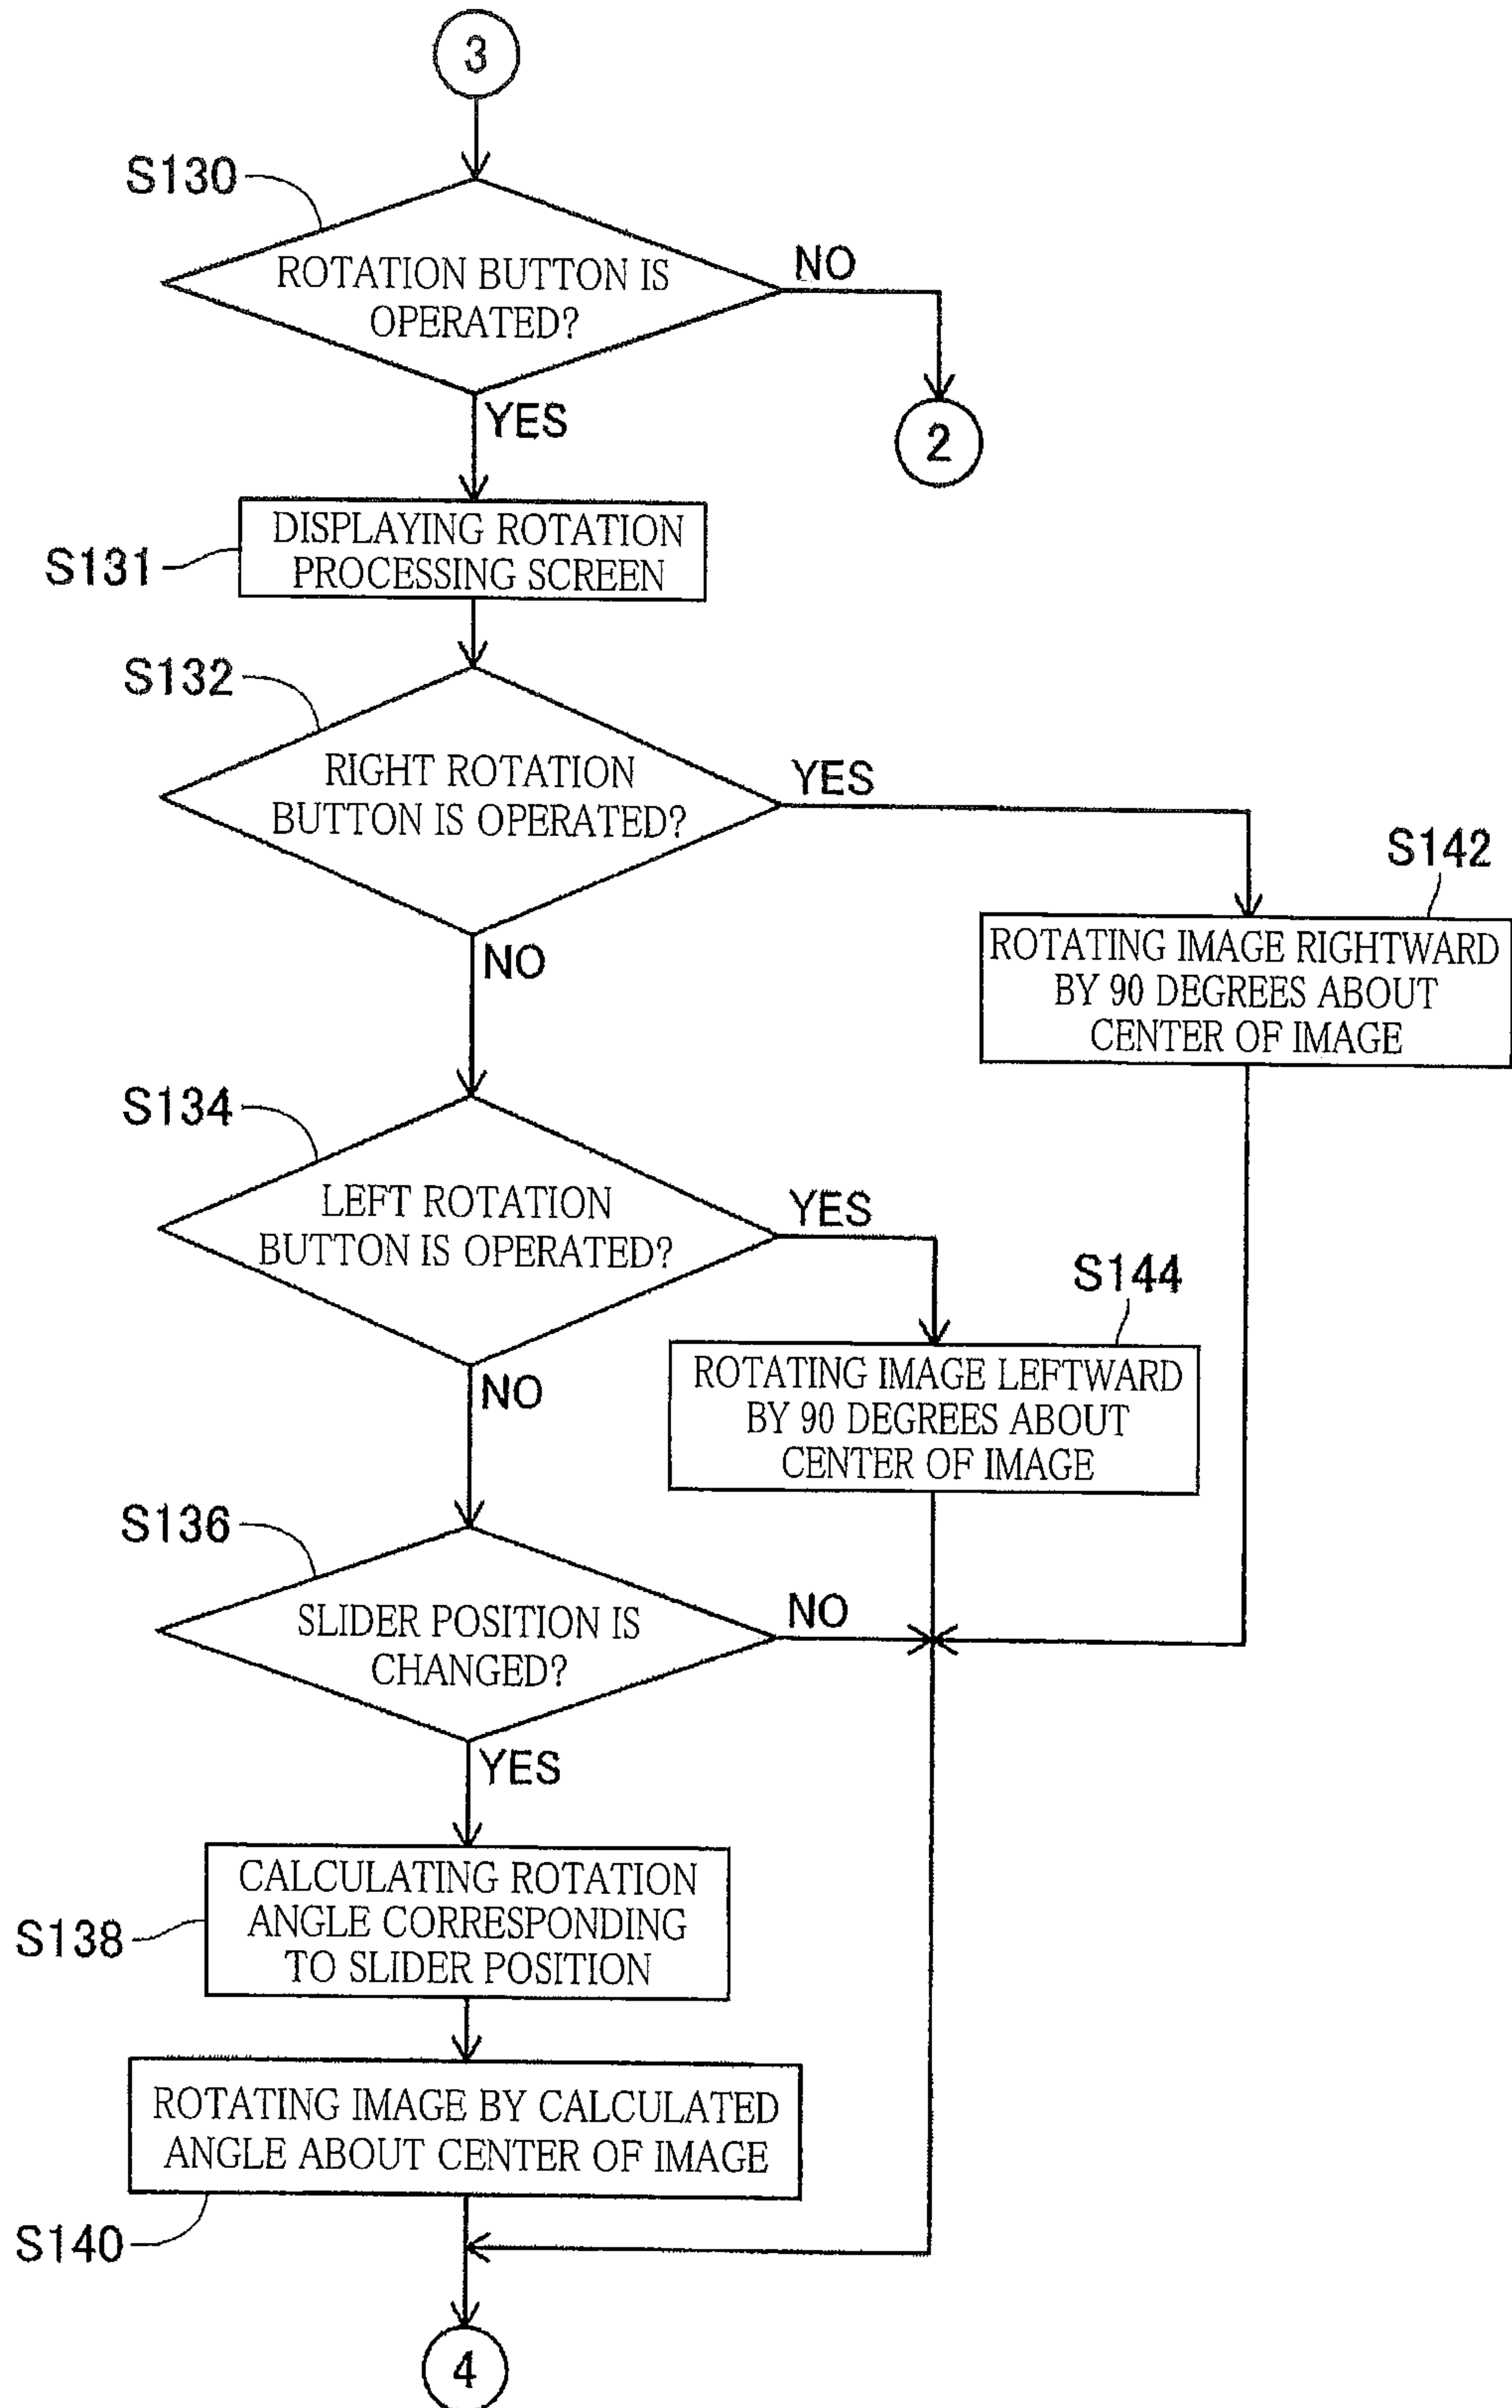 3
S130
ROTATION BUTTON IS
OPERATED?
NO
2
YES
S131
DISPLAYING ROTATION
PROCESSING SCREEN
S132
RIGHT ROTATION
BUTTON IS OPERATED?
YES
S142
ROTATING IMAGE RIGHTWARD
BY 90 DEGREES ABOUT
CENTER OF IMAGE
NO
S134
LEFT ROTATION
BUTTON IS OPERATED?
YES
S144
ROTATING IMAGE LEFTWARD
BY 90 DEGREES ABOUT
CENTER OF IMAGE
NO
S136
SLIDER POSITION IS
CHANGED?
NO
YES
S138
CALCULATING ROTATION
ANGLE CORRESPONDING
TO SLIDER POSITION
ROTATING IMAGE BY CALCULATED
ANGLE ABOUT CENTER OF IMAGE
S140
4